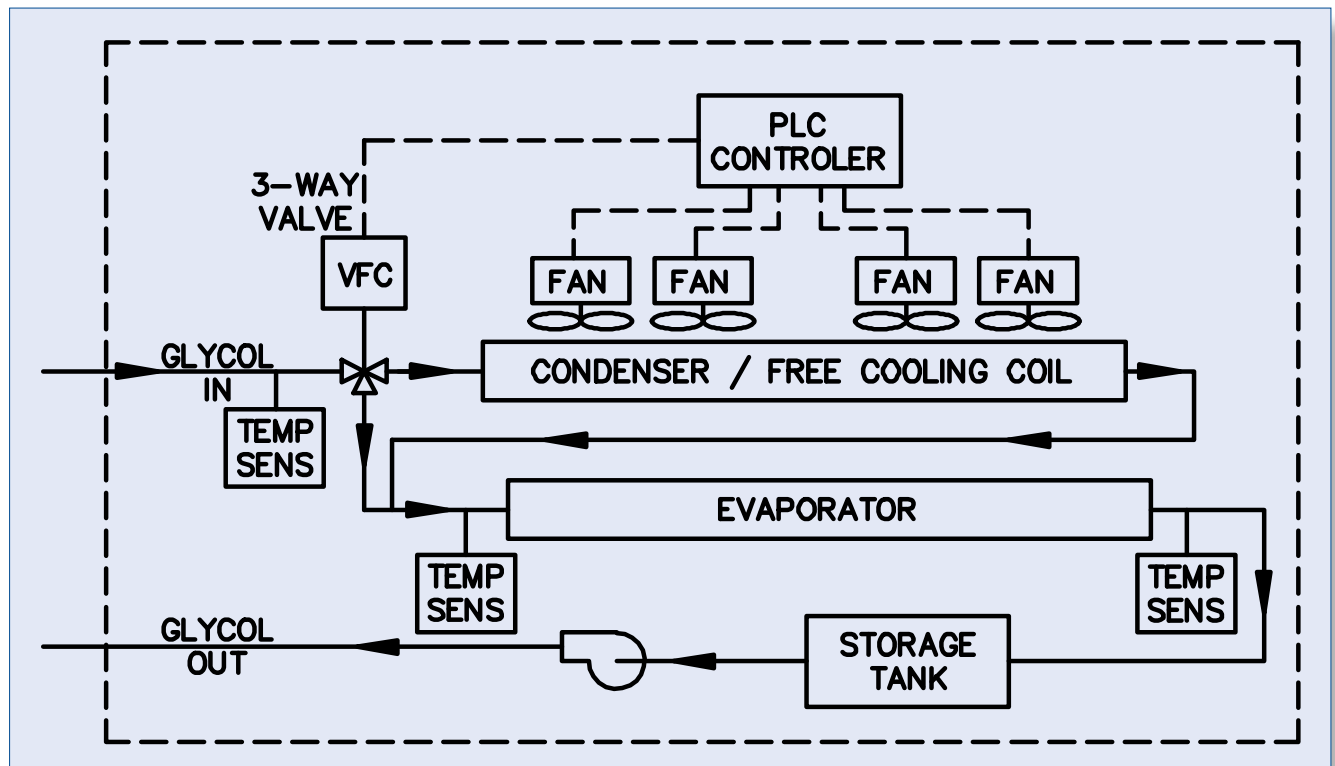 PLC
CONTROLER
3-WAY
VALVE
VFC
FAN
FAN
FAN
FAN
GLYCOL
IN
CONDENSER / FREE COOLING COIL
TEMP
SENS
EVAPORATOR
TEMP
SENS
TEMP
SENS
GLYCOL
OUT
STORAGE
TANK